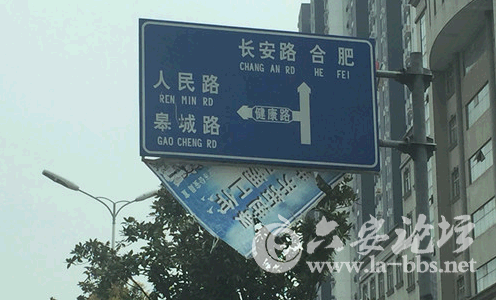 长安路 合肥
CHANG AN RD HE FEI
人民路
REN MIN RD
健康路
皋城路
GAO CHENG RD
六安论坛
www.la-bbs.net